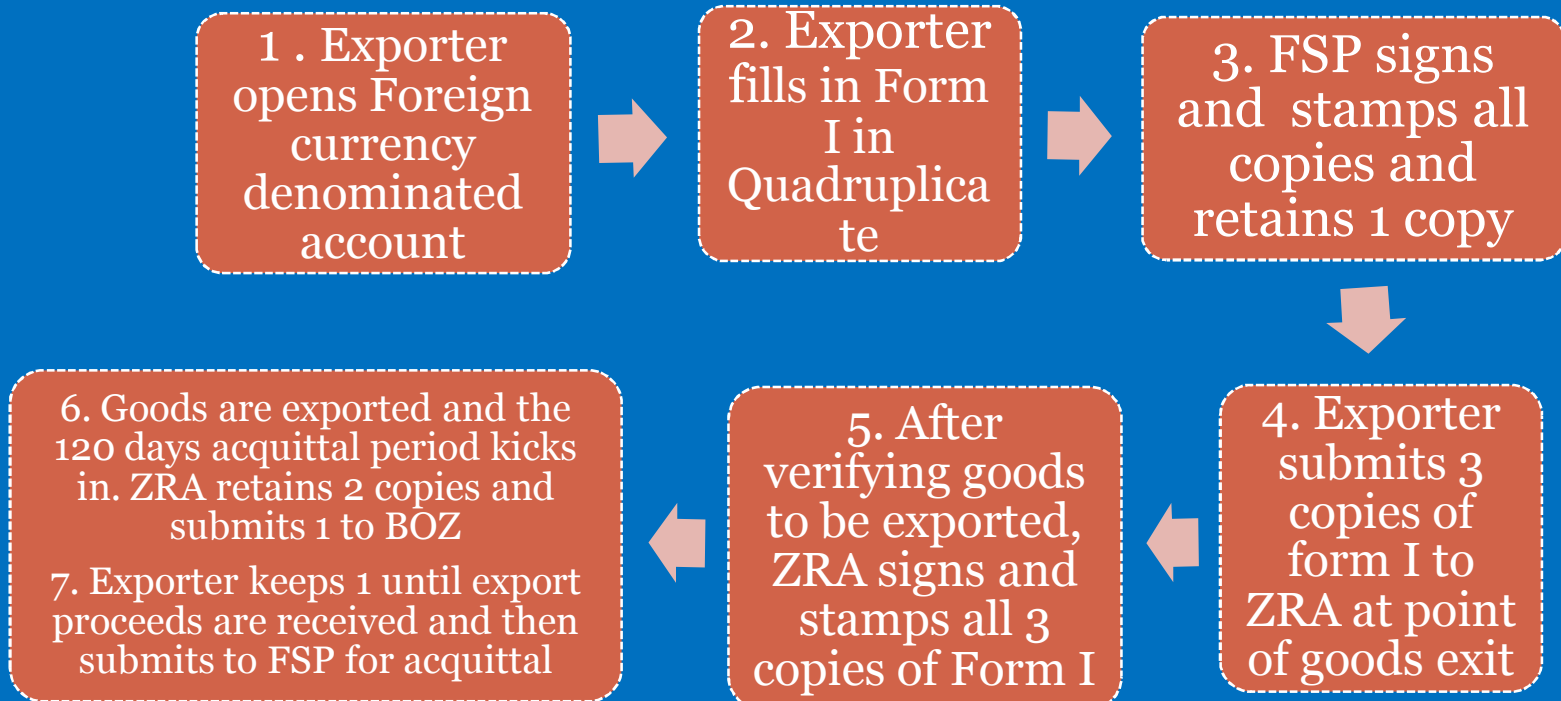 1 . Exporter
opens Foreign
currency
denominated
account
2. Exporter
fills in Form
I in
Quadruplica
te
3. FSP signs
and stamps all
copies and
retains 1 copy
4. Exporter
submits 3
copies of
form I to
ZRA at point
of goods exit
5. After
verifying goods
to be exported,
ZRA signs and
stamps all 3
copies of Form I
6. Goods are exported and the
120 days acquittal period kicks
in. ZRA retains 2 copies and
submits 1 to BOZ
7. Exporter keeps 1 until export
proceeds are received and then
submits to FSP for acquittal